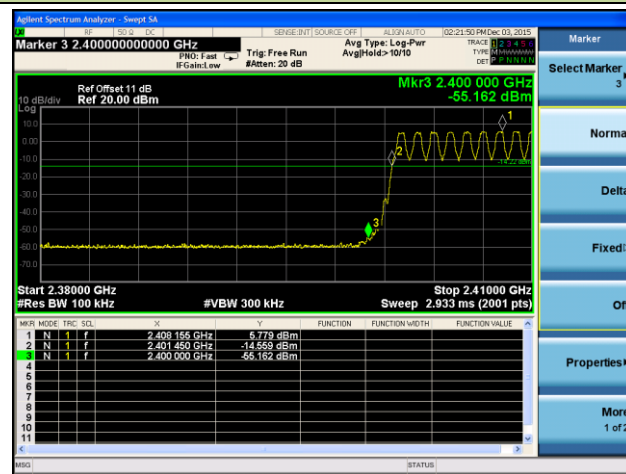 Agilent Spectrum Analyzer - Swept SA
RF 50 Ω DC SENSE:INT SOURCE OFF ALIGN AUTO 02:21:50 PM Dec 03, 2015
Marker 3 2.400000000000 GHz
PNO: Fast Trig: Free Run Avg Type: Log-Pwr TRACE 1 2 3 4 5 6
IFGain:Low #Atten: 20 dB Avg|Hold:>10/10 TYPE M
DET P P N N N N
Ref Offset 11 dB
10 dB/div Ref 20.00 dBm
Log
Mkr3 2.400 000 GHz
-55.162 dBm
10.0
0.00
-10.0
-20.0
-30.0
-40.0
-50.0
-60.0
-70.0
1
2
3
-14.22 dBm
Start 2.38000 GHz Stop 2.41000 GHz
#Res BW 100 kHz #VBW 300 kHz Sweep 2.933 ms (2001 pts)
MKR MODE TRC SCL X Y FUNCTION FUNCTION WIDTH FUNCTION VALUE
1 N 1 f 2.408 155 GHz 5.779 dBm
2 N 1 f 2.401 450 GHz -14.559 dBm
3 N 1 f 2.400 000 GHz -55.162 dBm
4
5
6
7
8
9
10
11
MSG STATUS
Marker
Select Marker
3
Norma
Delta
Fixed
Of
Properties
More
1 of 2